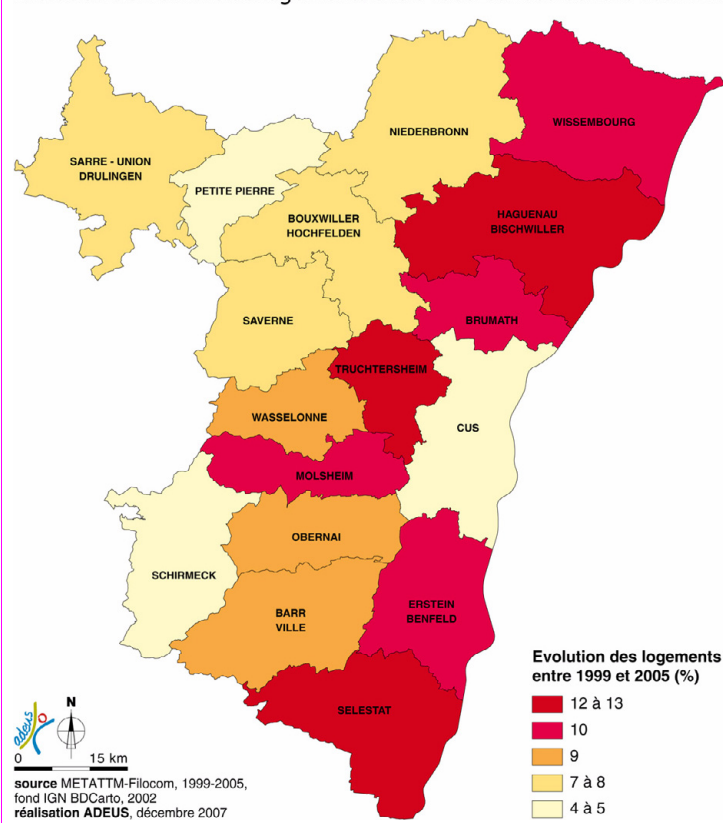 WISSEMBOURG
NIEDERBRONN
SARRE - UNION
DRULINGEN
PETITE PIERRE
BOUXWILLER
HOCHFELDEN
HAGUENAU
BISCHWILLER
SAVERNE
BRUMATH
TRUCHTERSHEIM
WASSELONNE
CUS
MOLSHEIM
OBERNAI
SCHIRMECK
BARR
VILLE
ERSTEIN
BENFELD
SELESTAT
Evolution des logements
entre 1999 et 2005 (%)
12 à 13
10
9
7 à 8
4 à 5
adeus
N
0 15 km
source METATTM-Filocom, 1999-2005,
fond IGN BDCarto, 2002
réalisation ADEUS, décembre 2007